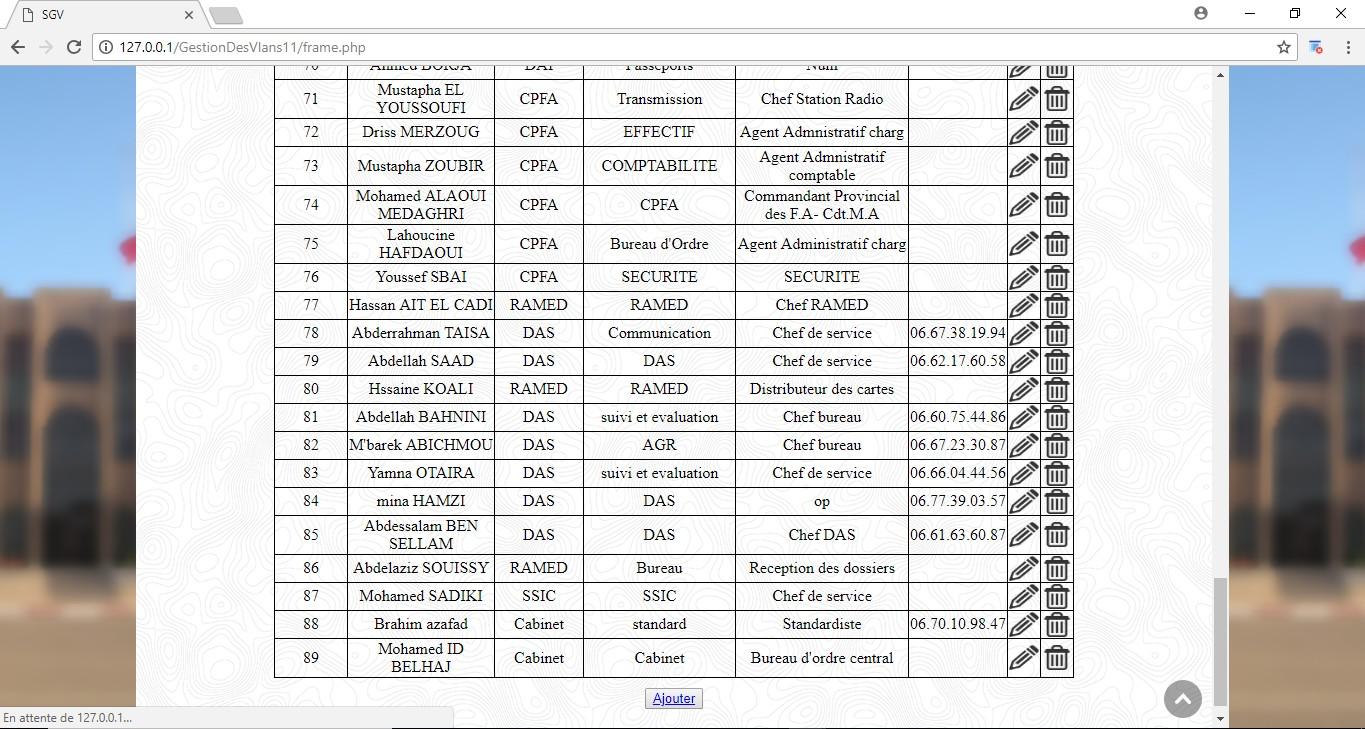 SGV
127.0.0.1/GestionDesVlans11/frame.php
70 Ahmed BORJA DAI Passeports Num
71 Mustapha EL YOUSSOUFI CPFA Transmission Chef Station Radio
72 Driss MERZOUG CPFA EFFECTIF Agent Admnistratif charg
73 Mustapha ZOUBIR CPFA COMPTABILITE Agent Admnistratif comptable
74 Mohamed ALAOUI MEDAGHRI CPFA CPFA Commandant Provincial des F.A- Cdt.M.A
75 Lahoucine HAFDAOUI CPFA Bureau d'Ordre Agent Administratif charg
76 Youssef SBAI CPFA SECURITE SECURITE
77 Hassan AIT EL CADI RAMED RAMED Chef RAMED
78 Abderrahman TAISA DAS Communication Chef de service 06.67.38.19.94
79 Abdellah SAAD DAS DAS Chef de service 06.62.17.60.58
80 Hssaine KOALI RAMED RAMED Distributeur des cartes
81 Abdellah BAHNINI DAS suivi et evaluation Chef bureau 06.60.75.44.86
82 M'barek ABICHMOU DAS AGR Chef bureau 06.67.23.30.87
83 Yamna OTAIRA DAS suivi et evaluation Chef de service 06.66.04.44.56
84 mina HAMZI DAS DAS op 06.77.39.03.57
85 Abdessalam BEN SELLAM DAS DAS Chef DAS 06.61.63.60.87
86 Abdelaziz SOUISSY RAMED Bureau Reception des dossiers
87 Mohamed SADIKI SSIC SSIC Chef de service
88 Brahim azafad Cabinet standard Standardiste 06.70.10.98.47
89 Mohamed ID BELHAJ Cabinet Cabinet Bureau d'ordre central
Ajouter
En attente de 127.0.0.1...